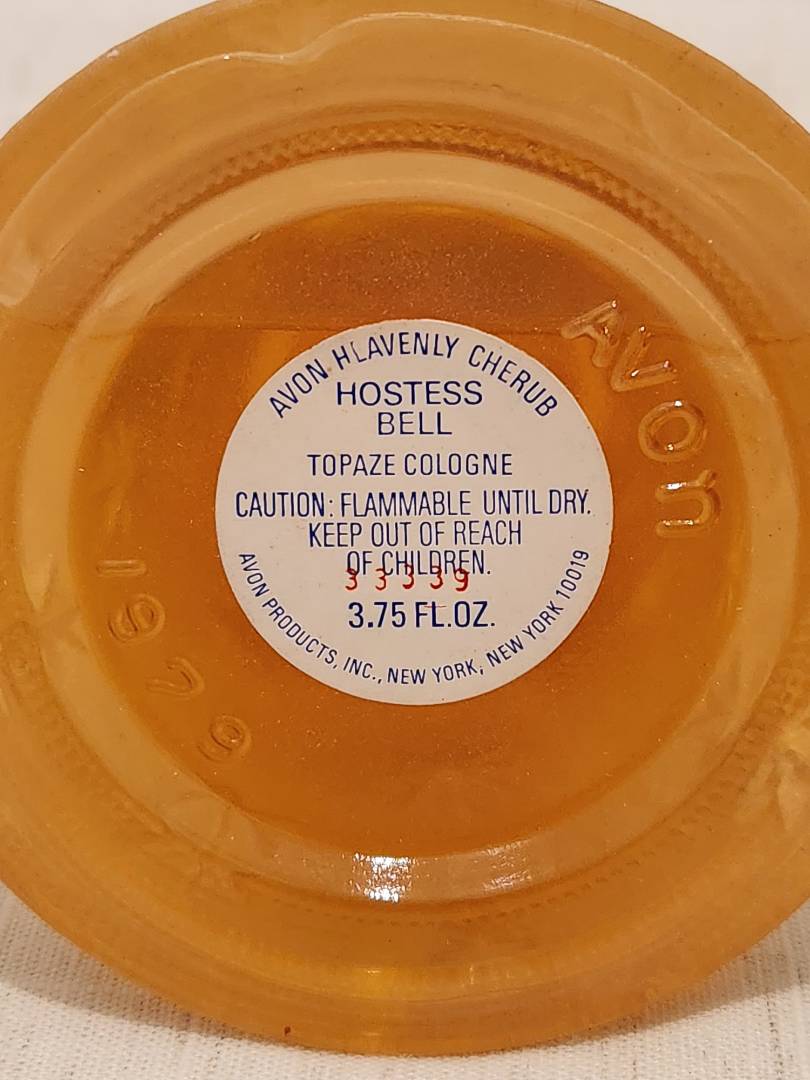 AVON HEAVENLY CHERUB
HOSTESS
BELL
TOPAZE COLOGNE
CAUTION: FLAMMABLE UNTIL DRY.
KEEP OUT OF REACH
OF CHILDREN.
33339
3.75 FL.OZ.
AVON PRODUCTS, INC., NEW YORK, NEW YORK 10019
AVON
1979